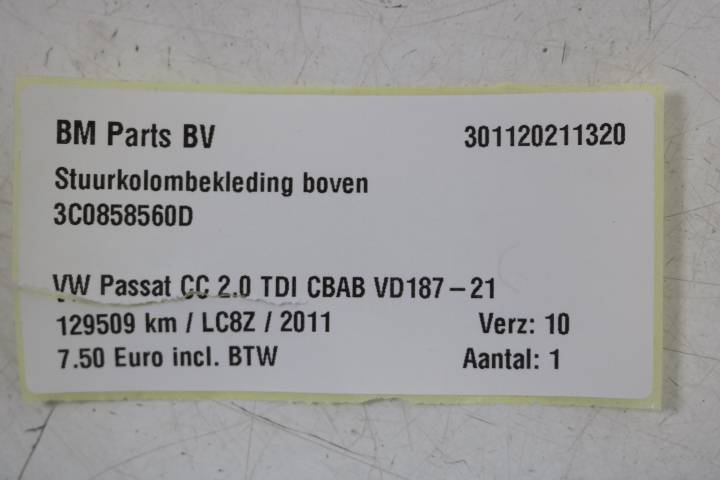 BM Parts BV 301120211320
Stuurkolombekleding boven
3C0858560D
VW Passat CC 2.0 TDI CBAB VD187-21
129509 km / LC8Z / 2011 Verz: 10
7.50 Euro incl. BTW Aantal: 1